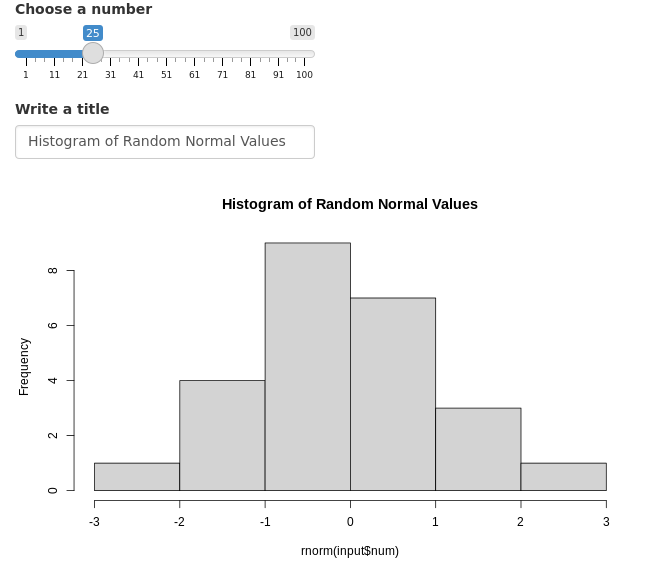 Choose a number
1 25 100
1 11 21 31 41 51 61 71 81 91 100
Write a title
Histogram of Random Normal Values
Histogram of Random Normal Values
8
6
4
2
0
Frequency
-3 -2 -1 0 1 2 3
rnorm(input$num)